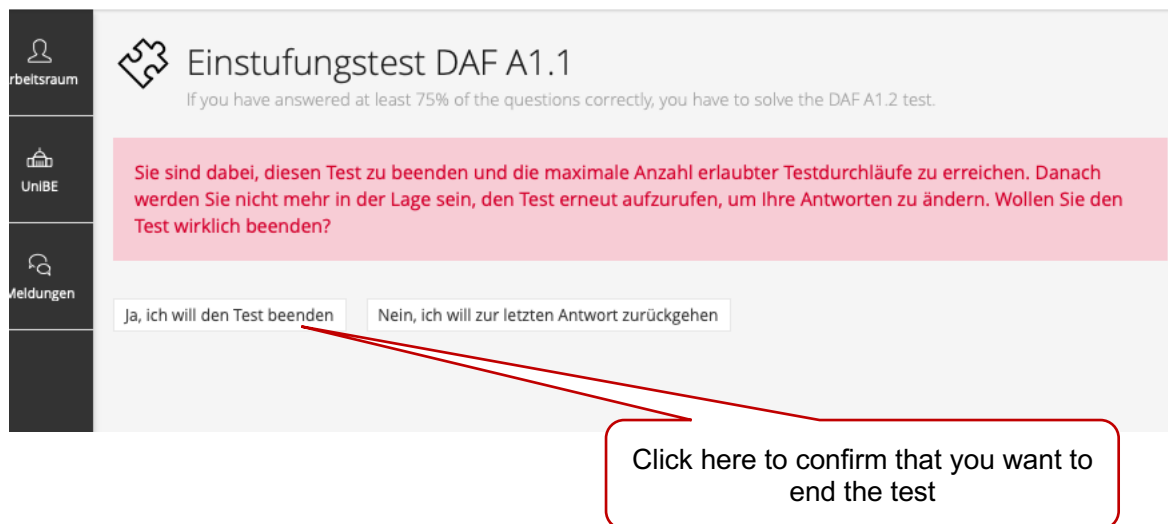 rbeitsraum
UniBE
Meldungen
Einstufungstest DAF A1.1
If you have answered at least 75% of the questions correctly, you have to solve the DAF A1.2 test.
Sie sind dabei, diesen Test zu beenden und die maximale Anzahl erlaubter Testdurchläufe zu erreichen. Danach
werden Sie nicht mehr in der Lage sein, den Test erneut aufzurufen, um Ihre Antworten zu ändern. Wollen Sie den
Test wirklich beenden?
Ja, ich will den Test beenden Nein, ich will zur letzten Antwort zurückgehen
Click here to confirm that you want to
end the test